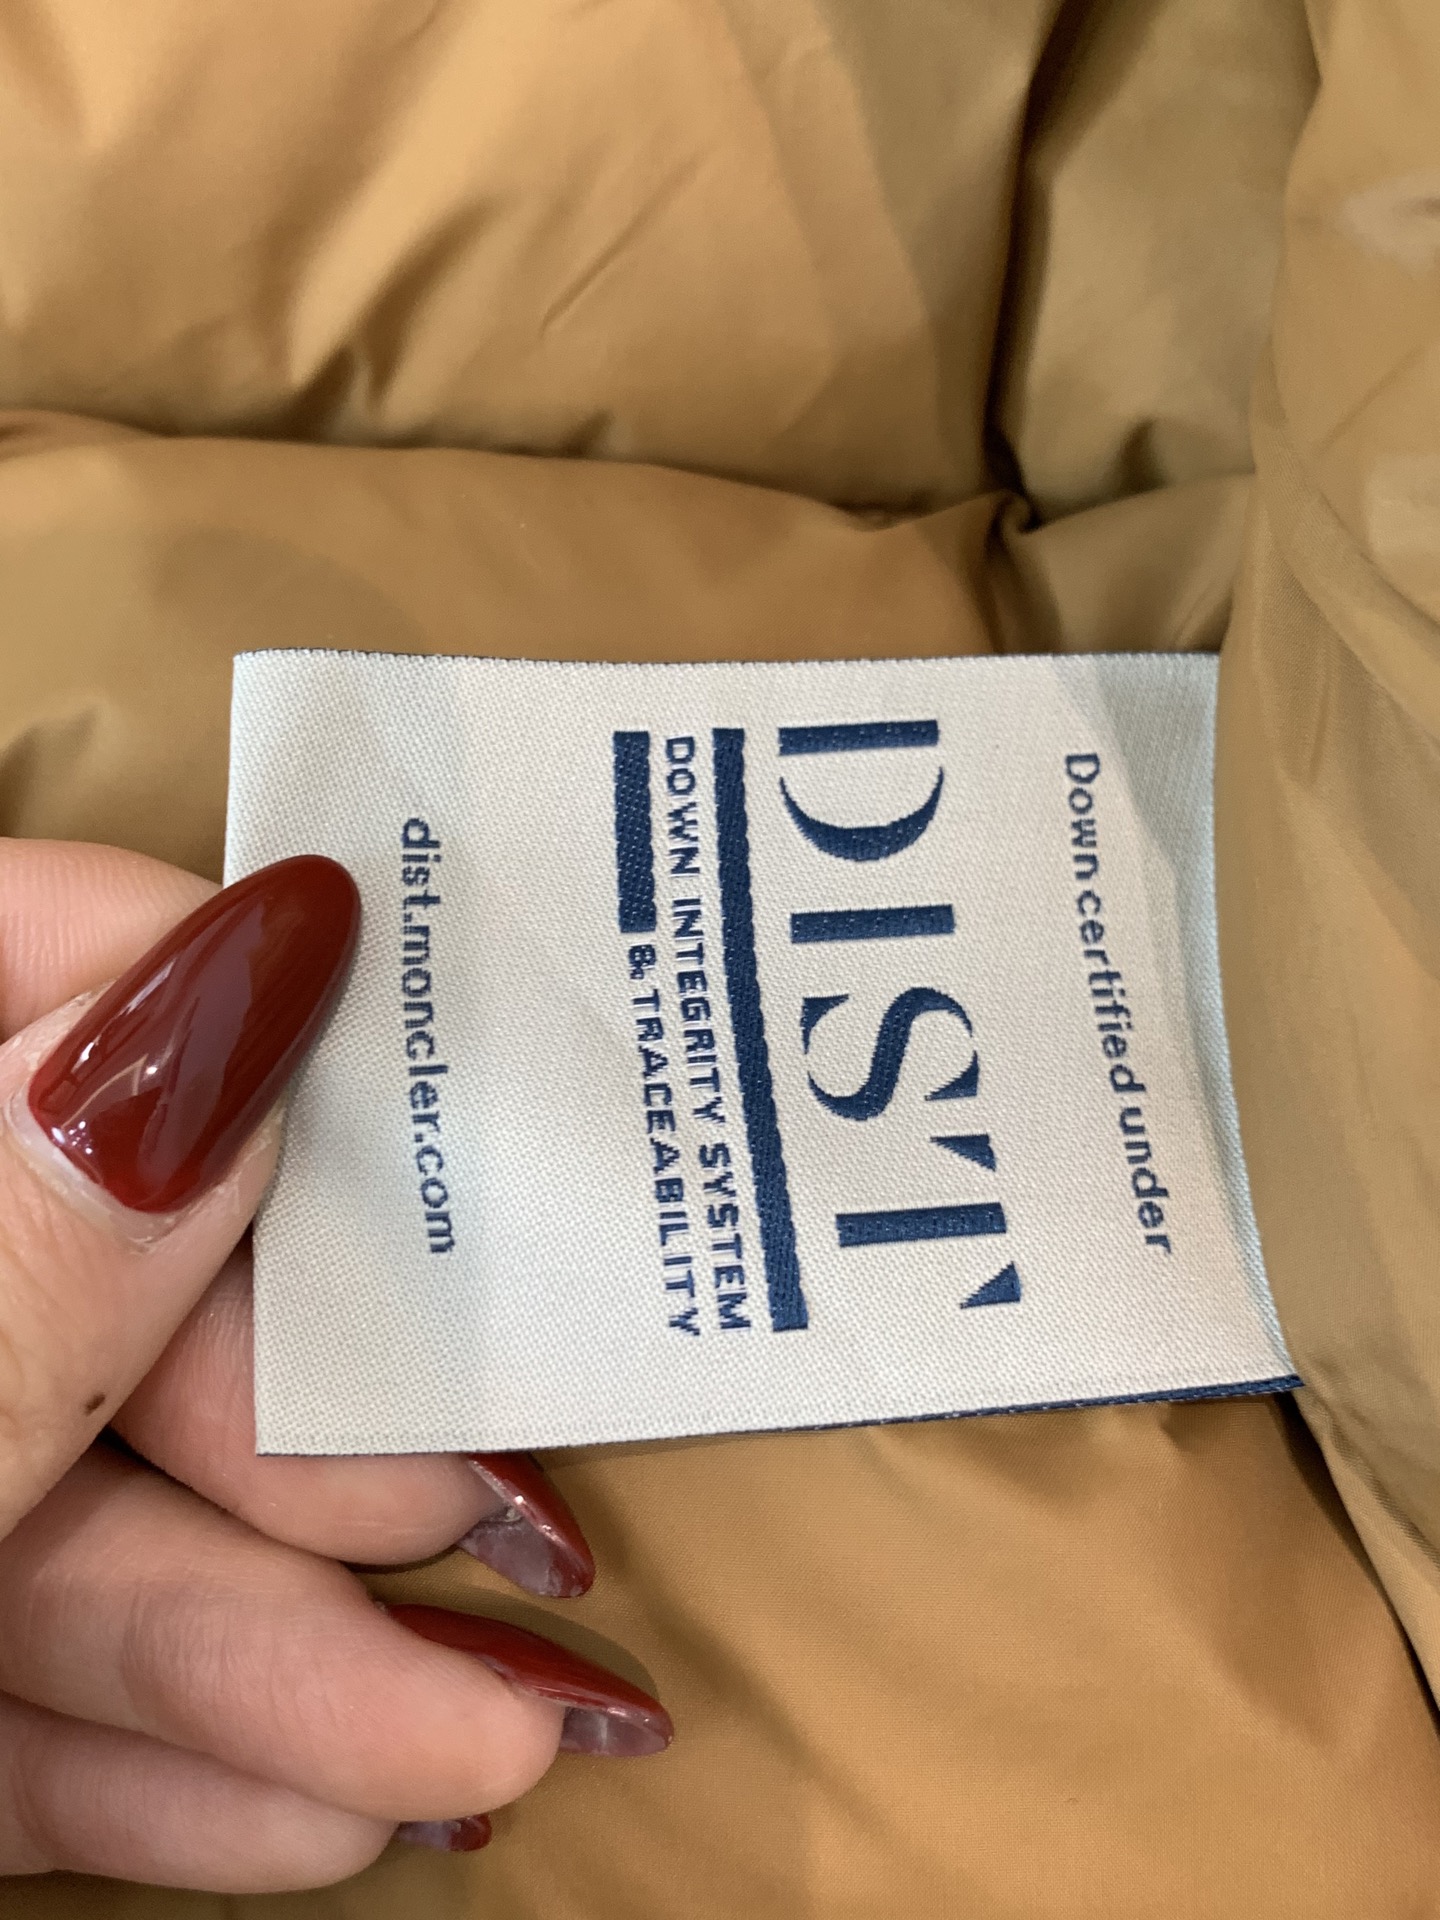 Down certified under
DIST
DOWN INTEGRITY SYSTEM
& TRACEABILITY
dist.moncler.com